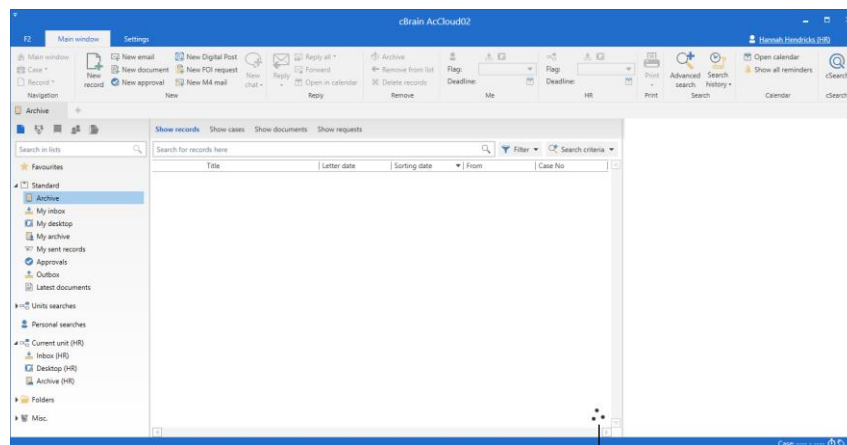 cBrain AcCloud02
F2 Main window Settings Hannah Hendricks (HR)
Main window
Case
Record
Navigation
New record
New email
New document
New approval
New Digital Post
New FOI request
New M4 mail
New chat
New
Reply
Reply all
Forward
Open in calendar
Reply
Archive
Remove from list
Delete records
Remove
Flag:
Deadline:
Me
Flag:
Deadline:
HR
Print
Print
Advanced search
Search history
Search
Open calendar
Show all reminders
Calendar
cSearch
cSearch
Archive
Show records Show cases Show documents Show requests
Search in lists
Search for records here Filter Search criteria
Title Letter date Sorting date From Case No
Favourites
Standard
Archive
My inbox
My desktop
My archive
My sent records
Approvals
Outbox
Latest documents
Units searches
Personal searches
Current unit (HR)
Inbox (HR)
Desktop (HR)
Archive (HR)
Folders
Misc.